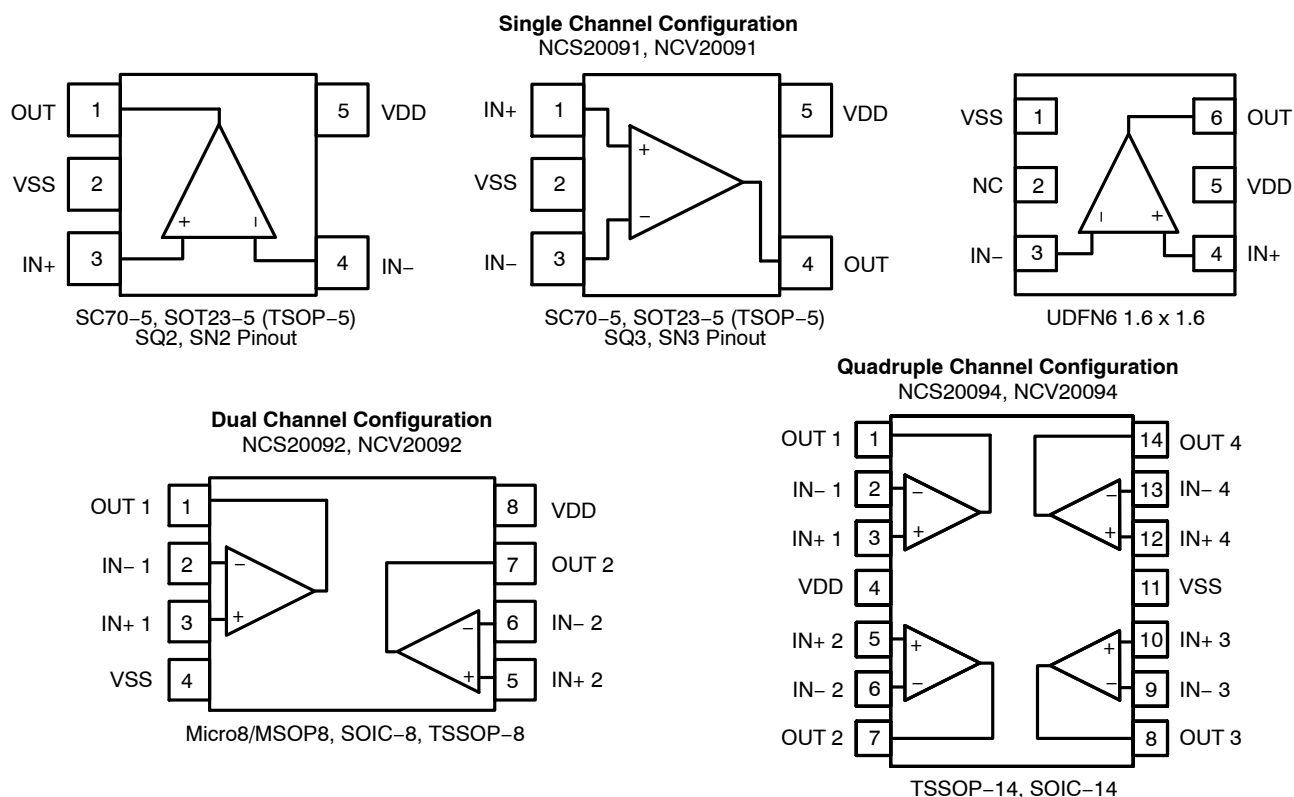 Single Channel Configuration
NCS20091, NCV20091
OUT 1 5 VDD
VSS 2
IN+ 3 4 IN−
+ −
SC70−5, SOT23−5 (TSOP−5)
SQ2, SN2 Pinout
IN+ 1 5 VDD
+
VSS 2
−
IN− 3 4 OUT
SC70−5, SOT23−5 (TSOP−5)
SQ3, SN3 Pinout
VSS 1 6 OUT
NC 2 5 VDD
− +
IN− 3 4 IN+
UDFN6 1.6 x 1.6
Dual Channel Configuration
NCS20092, NCV20092
OUT 1 1 8 VDD
IN− 1 2 − 7 OUT 2
IN+ 1 3 + − 6 IN− 2
VSS 4 + 5 IN+ 2
Micro8/MSOP8, SOIC−8, TSSOP−8
Quadruple Channel Configuration
NCS20094, NCV20094
OUT 1 1 14 OUT 4
IN− 1 2 − − 13 IN− 4
IN+ 1 3 + + 12 IN+ 4
VDD 4 11 VSS
IN+ 2 5 + + 10 IN+ 3
IN− 2 6 − − 9 IN− 3
OUT 2 7 8 OUT 3
TSSOP−14, SOIC−14